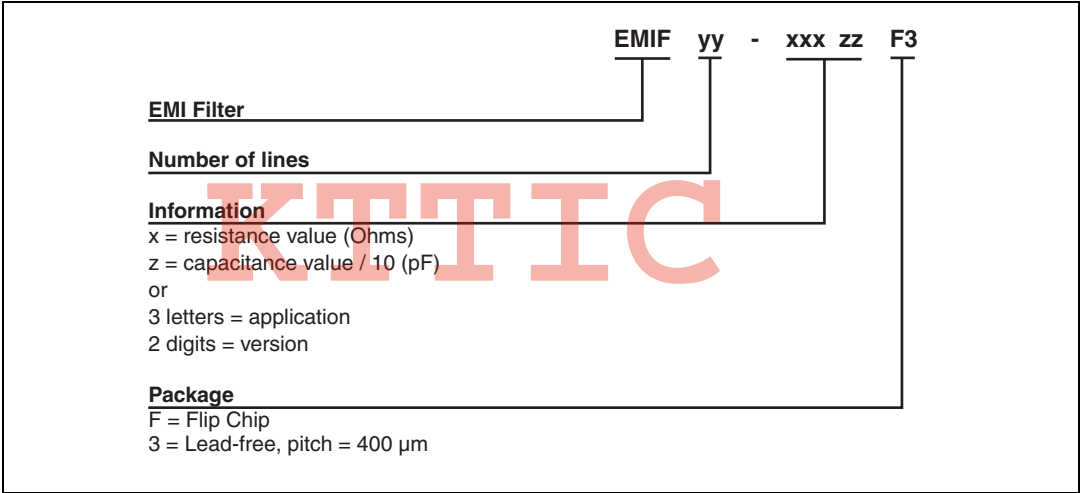 EMIF yy - xxx zz F3
EMI Filter
Number of lines
Information
x = resistance value (Ohms)
z = capacitance value / 10 (pF)
or
3 letters = application
2 digits = version
Package
F = Flip Chip
3 = Lead-free, pitch = 400 µm
KTTIC